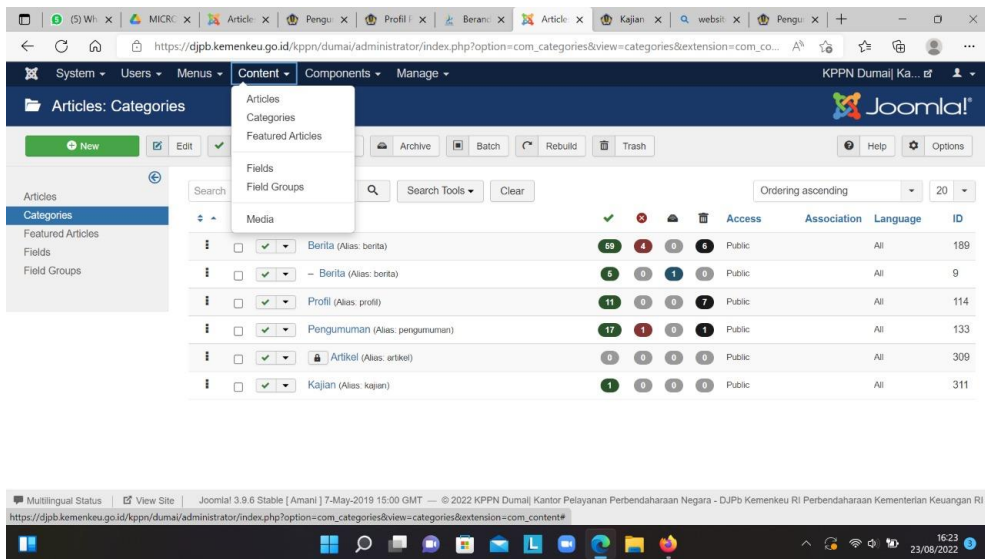 (5) Wh
MICRO
Article
Pengu
Profil F
Berand
Article
Kajian
websit
Pengu
https://djpb.kemenkeu.go.id/kppn/dumai/administrator/index.php?option=com_categories&view=categories&extension=com_co...
System Users Menus Content Components Manage KPPN Dumai| Ka...
Articles: Categories Joomla!®
New Edit Archive Batch Rebuild Trash Help Options
Articles
Categories
Featured Articles
Fields
Field Groups
Media
Articles
Categories
Featured Articles
Fields
Field Groups
Search Search Tools Clear Ordering ascending 20
Access Association Language ID
Berita (Alias: berita) 59 4 0 6 Public All 189
– Berita (Alias: berita) 5 0 1 0 Public All 9
Profil (Alias: profil) 11 0 0 7 Public All 114
Pengumuman (Alias: pengumuman) 17 1 0 1 Public All 133
Artikel (Alias: artikel) 0 0 0 0 Public All 309
Kajian (Alias: kajian) 1 0 0 0 Public All 311
Multilingual Status View Site Joomla! 3.9.6 Stable [ Amani ] 7-May-2019 15:00 GMT — © 2022 KPPN Dumai| Kantor Pelayanan Perbendaharaan Negara - DJPb Kemenkeu RI Perbendaharaan Kementerian Keuangan RI
https://djpb.kemenkeu.go.id/kppn/dumai/administrator/index.php?option=com_categories&view=categories&extension=com_content#
16:23
23/08/2022
3